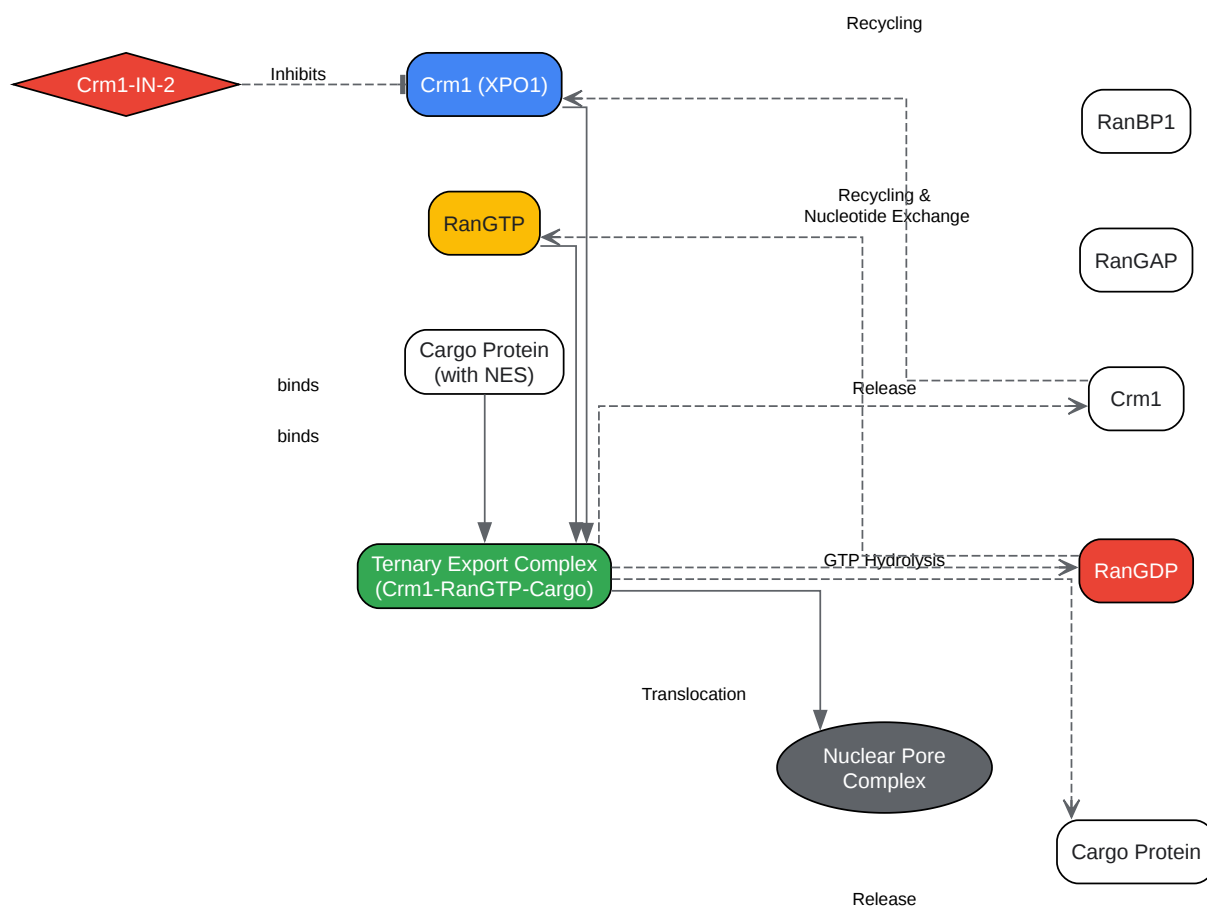 Recycling
Crm1-IN-2
Inhibits
Crm1 (XPO1)
RanBP1
Recycling &
Nucleotide Exchange
RanGTP
RanGAP
Cargo Protein
(with NES)
binds
Release
Crm1
binds
Ternary Export Complex
(Crm1-RanGTP-Cargo)
GTP Hydrolysis
RanGDP
Translocation
Nuclear Pore
Complex
Cargo Protein
Release